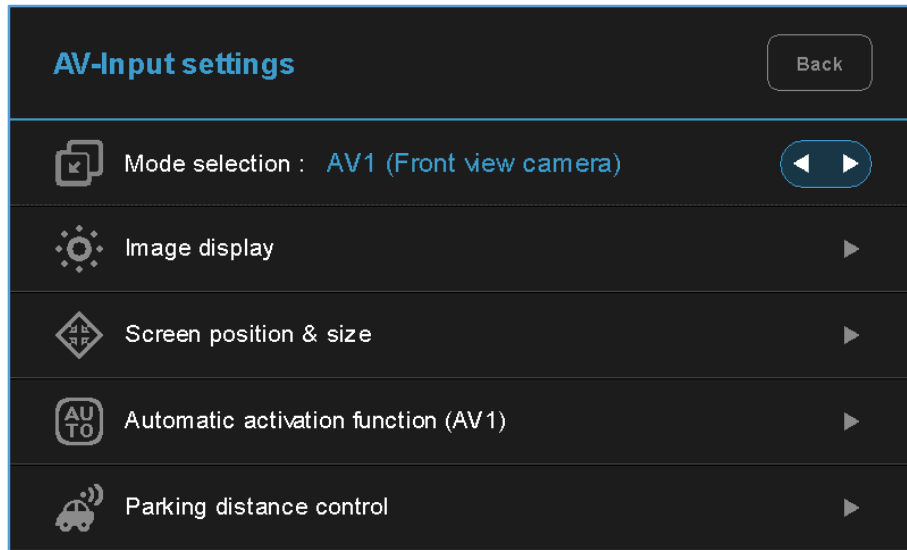 AV-Input settings
Back
Mode selection : AV1 (Front view camera)
Image display
Screen position & size
AU
TO
Automatic activation function (AV1)
Parking distance control